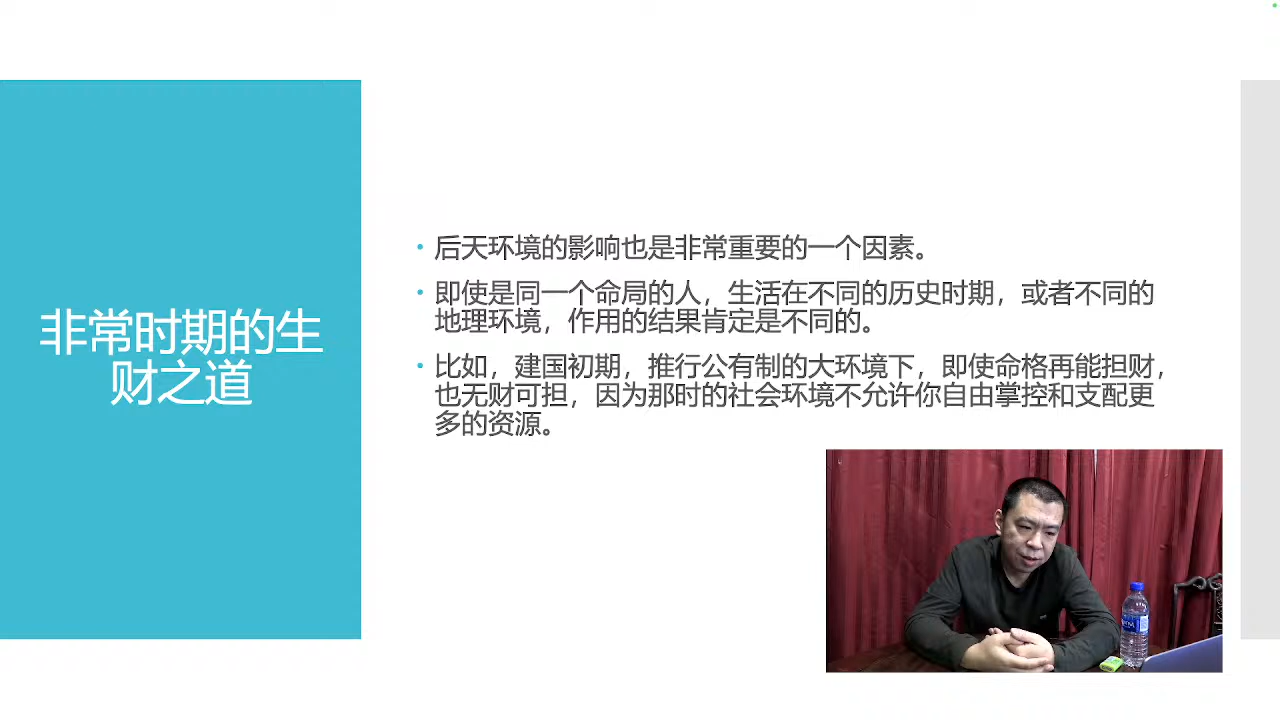 非常时期的生
财之道
• 后天环境的影响也是非常重要的一个因素。
• 即使是同一个命局的人，生活在不同的历史时期，或者不同的
地理环境，作用的结果肯定是不同的。
• 比如，建国初期，推行公有制的大环境下，即使命格再能担财，
也无财可担，因为那时的社会环境不允许你自由掌控和支配更
多的资源。